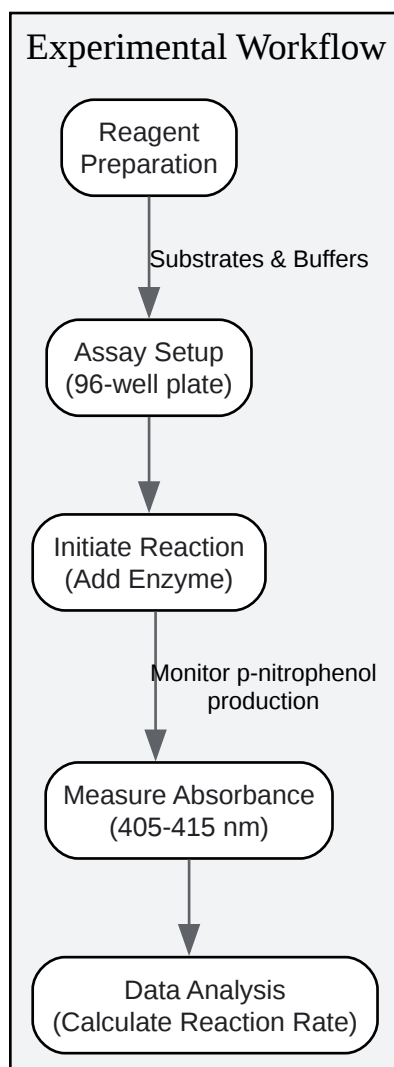 Experimental Workflow
Reagent
Preparation
Substrates & Buffers
Assay Setup
(96-well plate)
Initiate Reaction
(Add Enzyme)
Monitor p-nitrophenol
production
Measure Absorbance
(405-415 nm)
Data Analysis
(Calculate Reaction Rate)